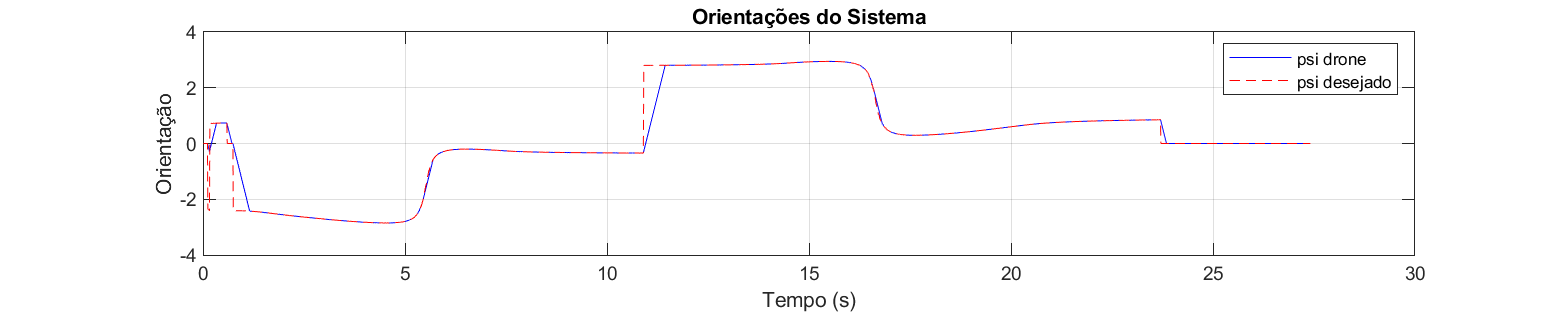 Orientações do Sistema
psi drone
psi desejado
Orientação
4
2
0
-2
-4
0 5 10 15 20 25 30
Tempo (s)